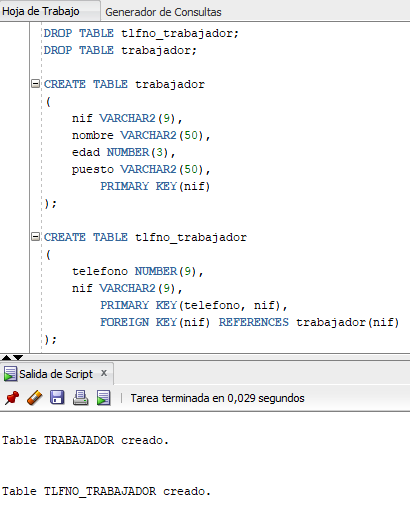 Hoja de Trabajo Generador de Consultas
DROP TABLE tlfno_trabajador;
DROP TABLE trabajador;
CREATE TABLE trabajador
(
nif VARCHAR2(9),
nombre VARCHAR2(50),
edad NUMBER(3),
puesto VARCHAR2(50),
PRIMARY KEY(nif)
);
CREATE TABLE tlfno_trabajador
(
telefono NUMBER(9),
nif VARCHAR2(9),
PRIMARY KEY(telefono, nif),
FOREIGN KEY(nif) REFERENCES trabajador(nif)
);
Salida de Script x
Tarea terminada en 0,029 segundos
Table TRABAJADOR creado.
Table TLFNO_TRABAJADOR creado.